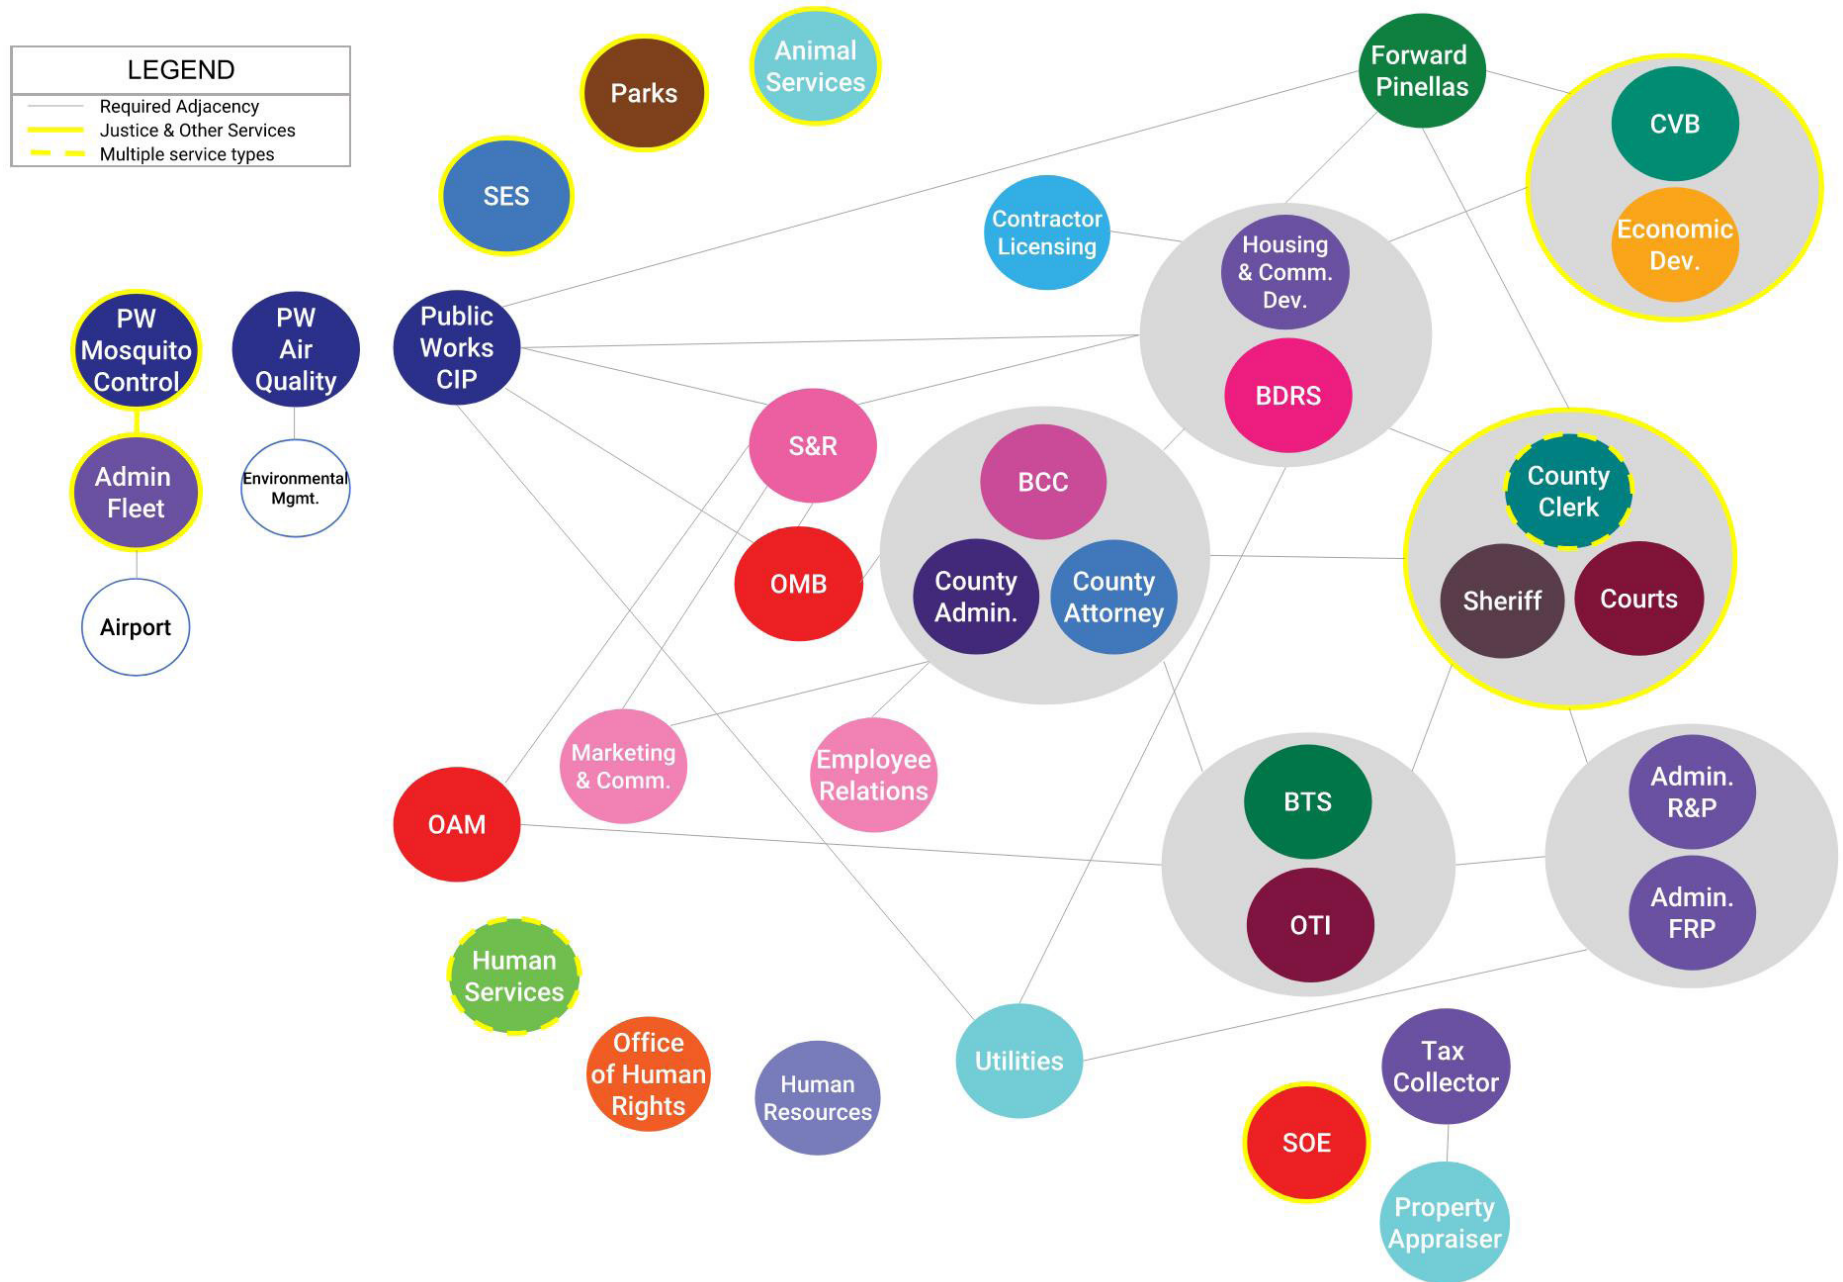 LEGEND
Required Adjacency
Justice & Other Services
Multiple service types
Parks
Animal
Services
SES
Forward
Pinellas
CVB
Economic
Dev.
Contractor
Licensing
Housing
& Comm.
Dev.
BDRS
PW
Mosquito
Control
PW
Air
Quality
Public
Works
CIP
Admin
Fleet
Environmental
Mgmt.
Airport
S&R
OMB
BCC
County
Admin.
County
Attorney
County
Clerk
Sheriff
Courts
Marketing
& Comm.
Employee
Relations
OAM
BTS
OTI
Admin.
R&P
Admin.
FRP
Human
Services
Office
of Human
Rights
Human
Resources
Utilities
SOE
Tax
Collector
Property
Appraiser